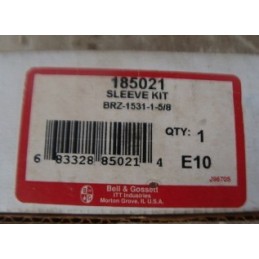 185021
SLEEVE KIT
BRZ-1531-1-5/8
QTY: 1
6 83328 85021 4
E10
Bell & Gossett
ITT Industries
Morton Grove, IL U.S.A.